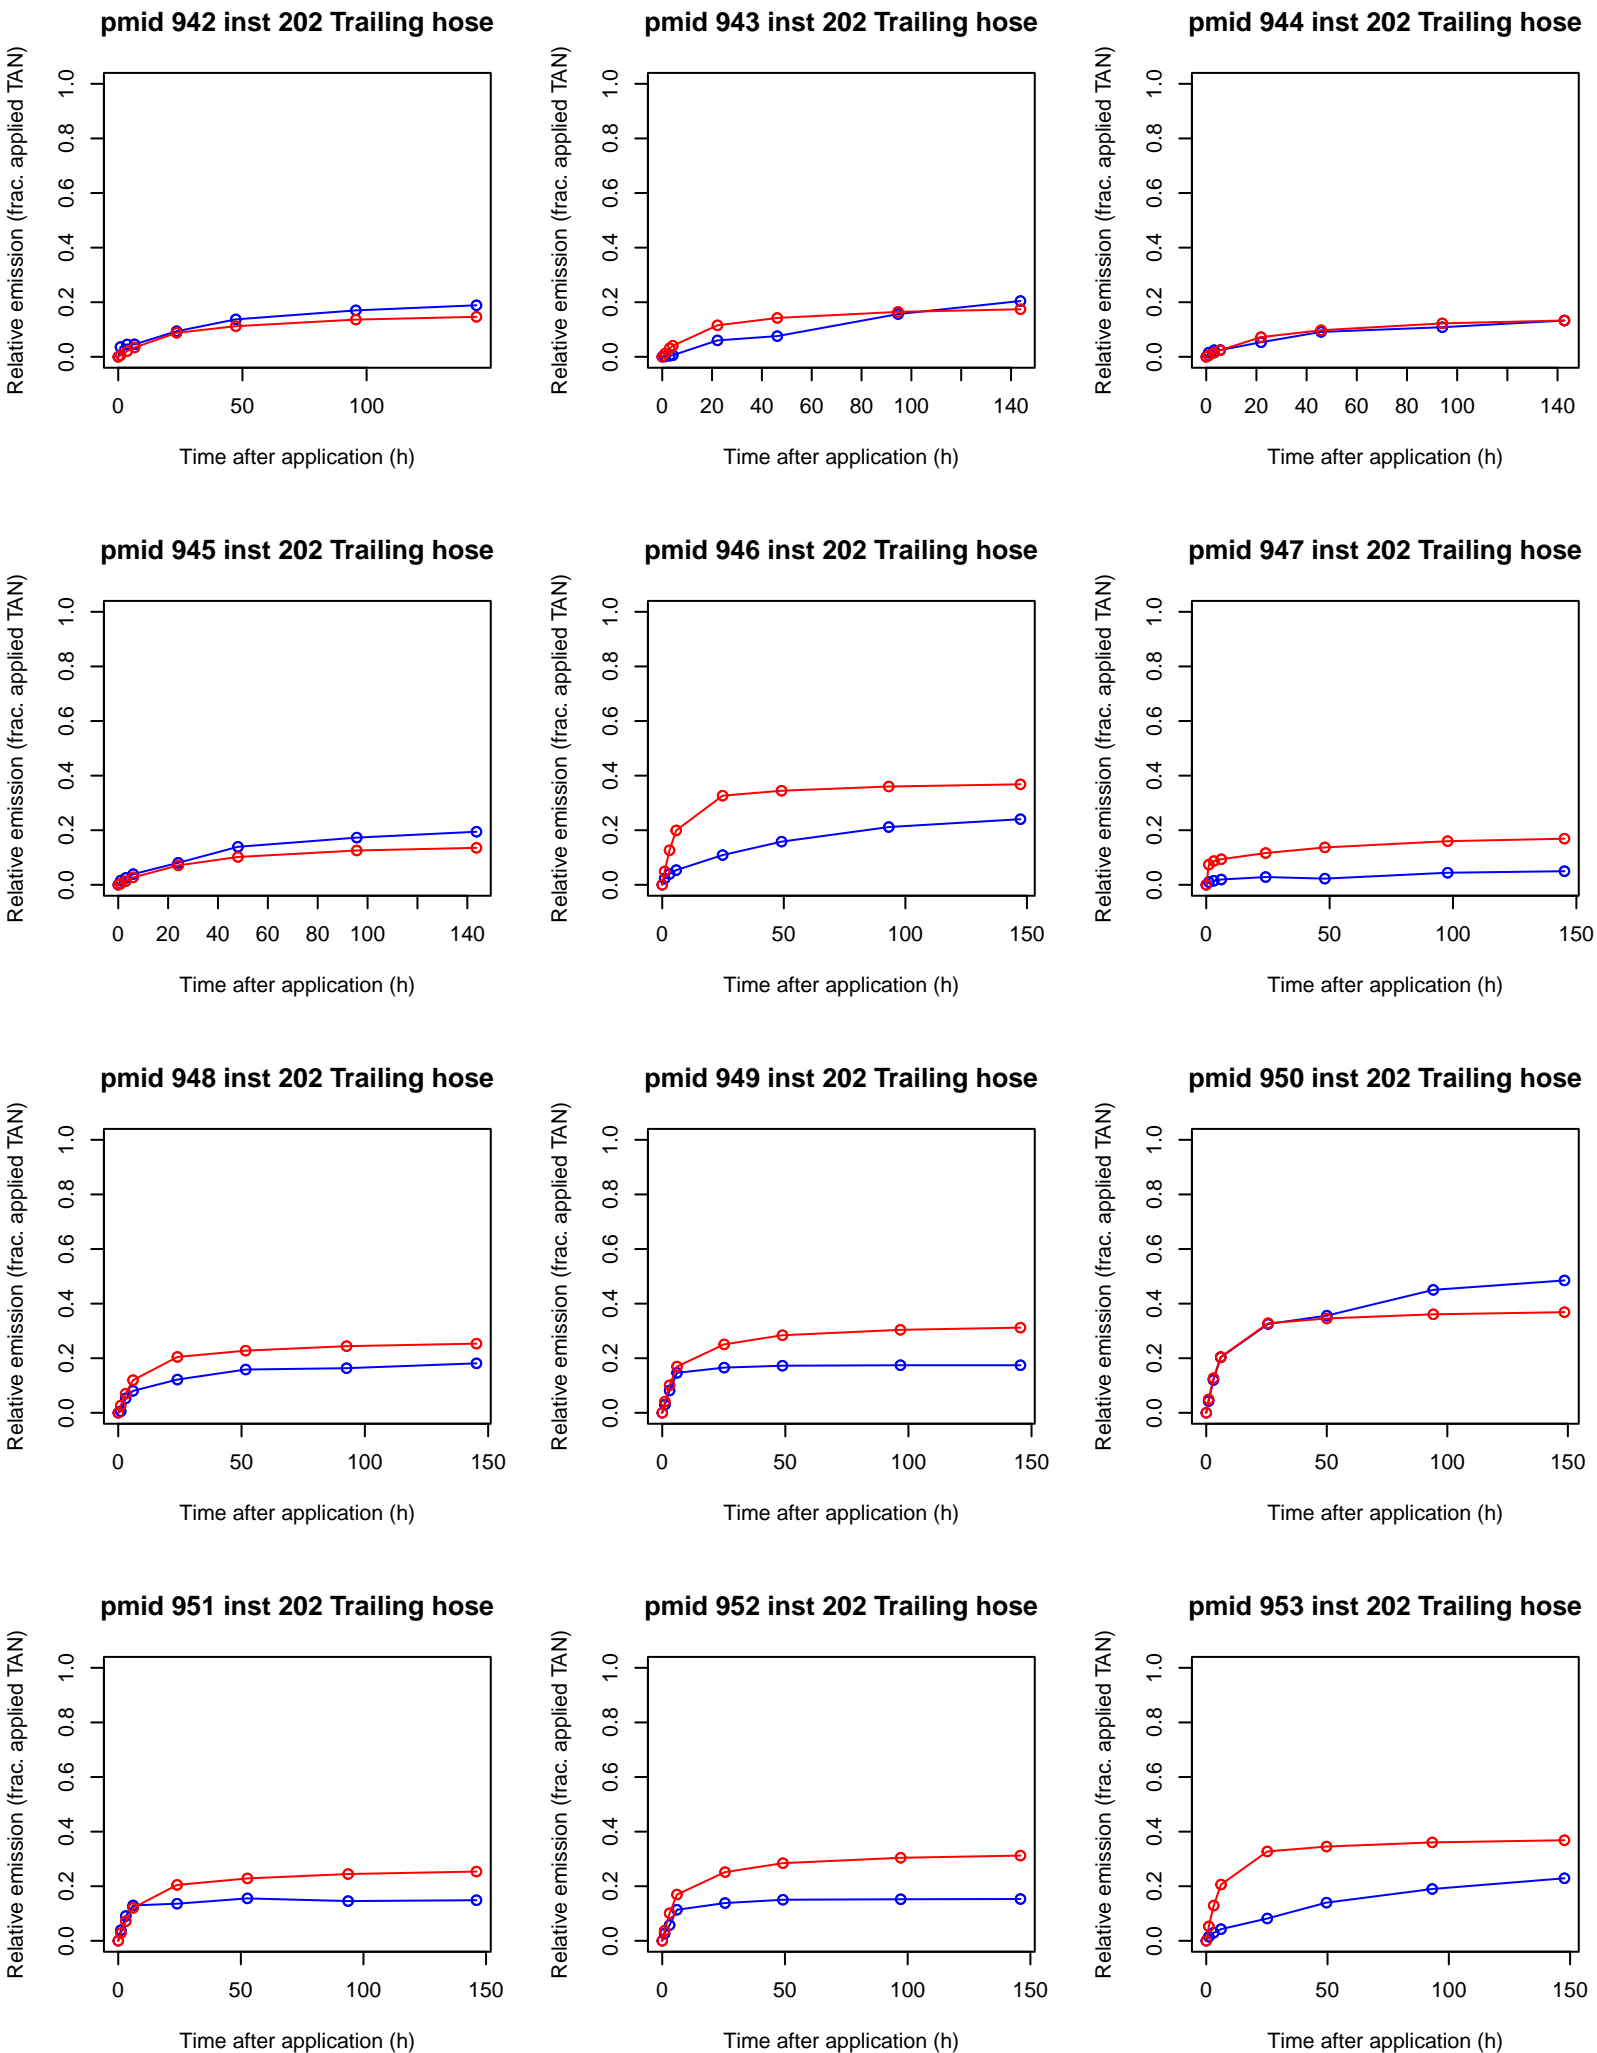 pmid 942 inst 202 Trailing hose
Relative emission (frac. applied TAN)
1.0
0.8
0.6
0.4
0.2
0.0
0 50 100
Time after application (h)
pmid 943 inst 202 Trailing hose
Relative emission (frac. applied TAN)
1.0
0.8
0.6
0.4
0.2
0.0
0 20 40 60 80 100 140
Time after application (h)
pmid 944 inst 202 Trailing hose
Relative emission (frac. applied TAN)
1.0
0.8
0.6
0.4
0.2
0.0
0 20 40 60 80 100 140
Time after application (h)
pmid 945 inst 202 Trailing hose
Relative emission (frac. applied TAN)
1.0
0.8
0.6
0.4
0.2
0.0
0 20 40 60 80 100 140
Time after application (h)
pmid 946 inst 202 Trailing hose
Relative emission (frac. applied TAN)
1.0
0.8
0.6
0.4
0.2
0.0
0 50 100 150
Time after application (h)
pmid 947 inst 202 Trailing hose
Relative emission (frac. applied TAN)
1.0
0.8
0.6
0.4
0.2
0.0
0 50 100 150
Time after application (h)
pmid 948 inst 202 Trailing hose
Relative emission (frac. applied TAN)
1.0
0.8
0.6
0.4
0.2
0.0
0 50 100 150
Time after application (h)
pmid 949 inst 202 Trailing hose
Relative emission (frac. applied TAN)
1.0
0.8
0.6
0.4
0.2
0.0
0 50 100 150
Time after application (h)
pmid 950 inst 202 Trailing hose
Relative emission (frac. applied TAN)
1.0
0.8
0.6
0.4
0.2
0.0
0 50 100 150
Time after application (h)
pmid 951 inst 202 Trailing hose
Relative emission (frac. applied TAN)
1.0
0.8
0.6
0.4
0.2
0.0
0 50 100 150
Time after application (h)
pmid 952 inst 202 Trailing hose
Relative emission (frac. applied TAN)
1.0
0.8
0.6
0.4
0.2
0.0
0 50 100 150
Time after application (h)
pmid 953 inst 202 Trailing hose
Relative emission (frac. applied TAN)
1.0
0.8
0.6
0.4
0.2
0.0
0 50 100 150
Time after application (h)